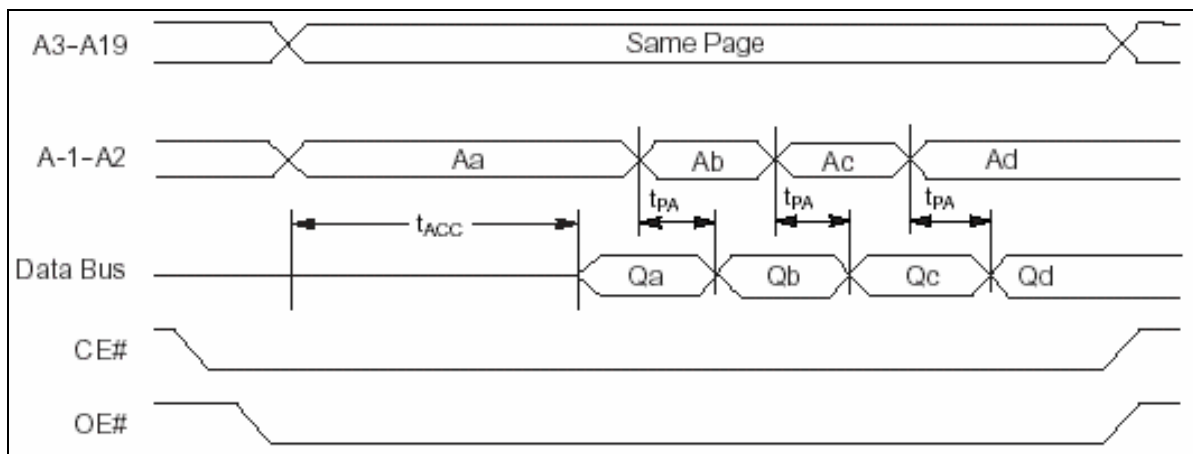 A3–A19 Same Page
A-1–A2 Aa Ab Ac Ad
tPA tPA tPA
tACC
Data Bus Qa Qb Qc Qd
CE#
OE#